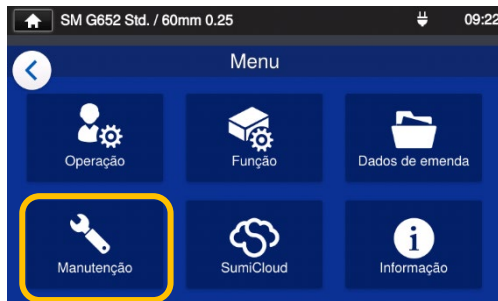 SM G652 Std. / 60mm 0.25 09:22
Menu
Operação
Função
Dados de emenda
Manutenção
SumiCloud
Informação